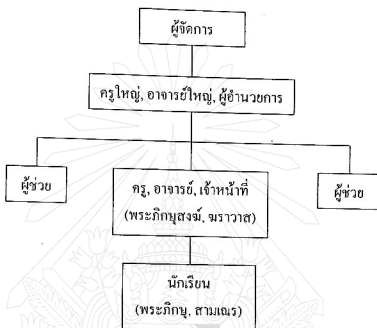 ผู้จัดการ
ครูใหญ่, อาจารย์ใหญ่, ผู้อำนวยการ
ผู้ช่วย
ครู, อาจารย์, เจ้าหน้าที่
(พระภิกษุสงฆ์, ฆราวาส)
ผู้ช่วย
นักเรียน
(พระภิกษุ, สามเณร)